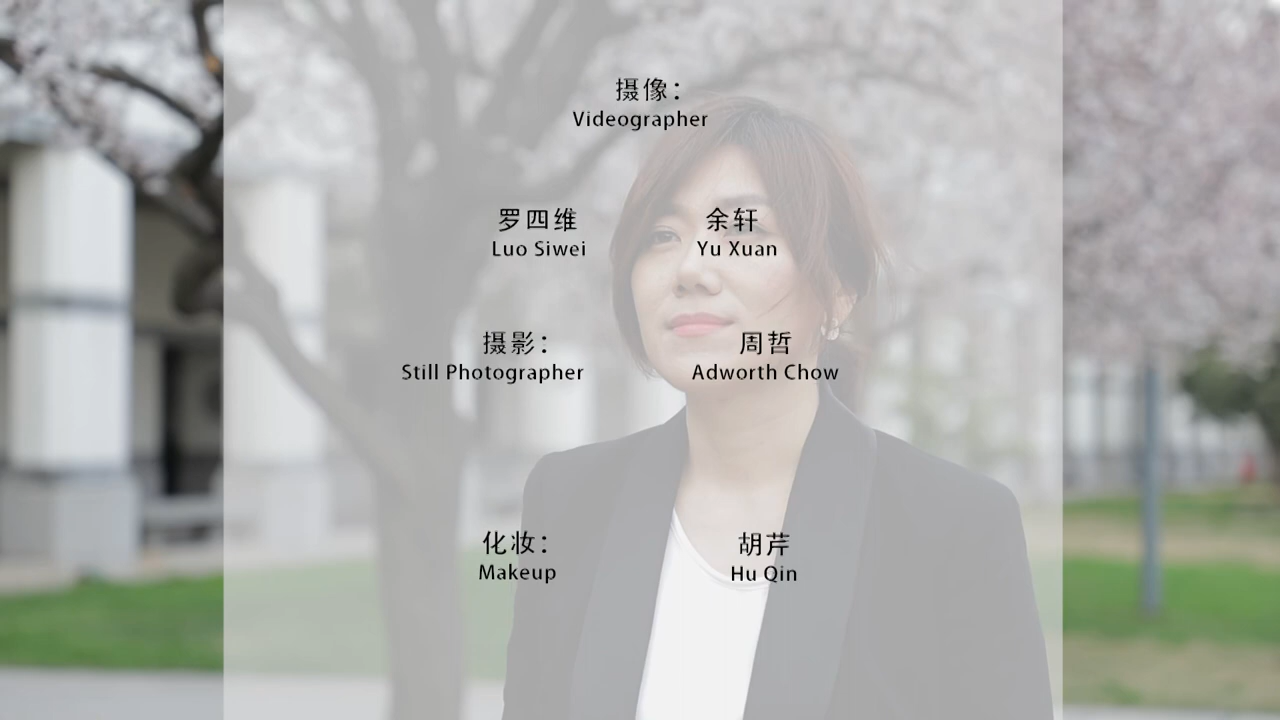 摄像：
Videographer
罗四维 余轩
Luo Siwei Yu Xuan
摄影： 周哲
Still Photographer Adworth Chow
化妆： 胡芹
Makeup Hu Qin